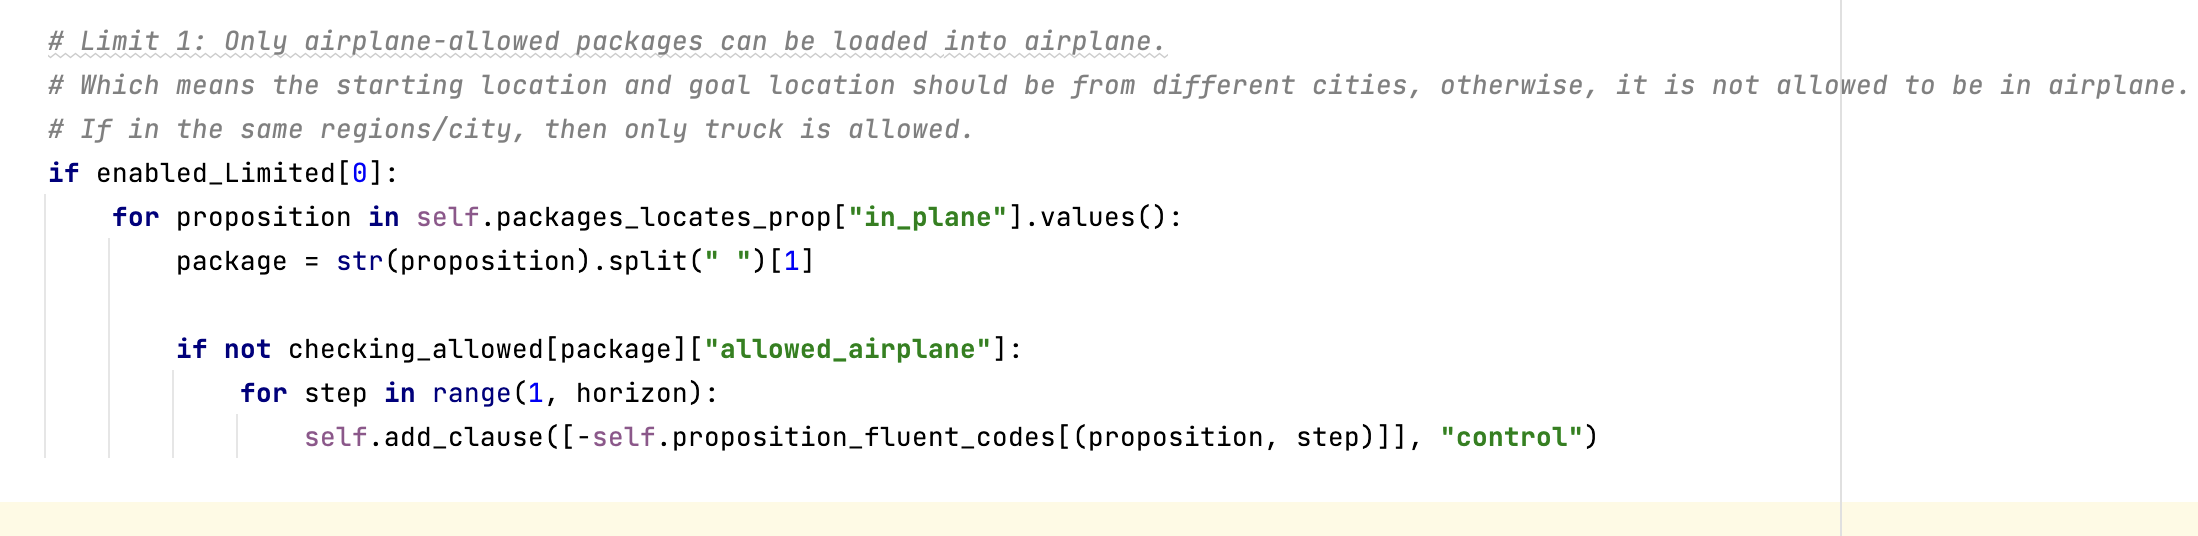 # Limit 1: Only airplane-allowed packages can be loaded into airplane.
# Which means the starting location and goal location should be from different cities, otherwise, it is not allowed to be in airplane.
# If in the same regions/city, then only truck is allowed.
if enabled_Limited[0]:
    for proposition in self.packages_locates_prop["in_plane"].values():
        package = str(proposition).split(" ")[1]
        if not checking_allowed[package]["allowed_airplane"]:
            for step in range(1, horizon):
                self.add_clause([-self.proposition_fluent_codes[(proposition, step)]], "control")